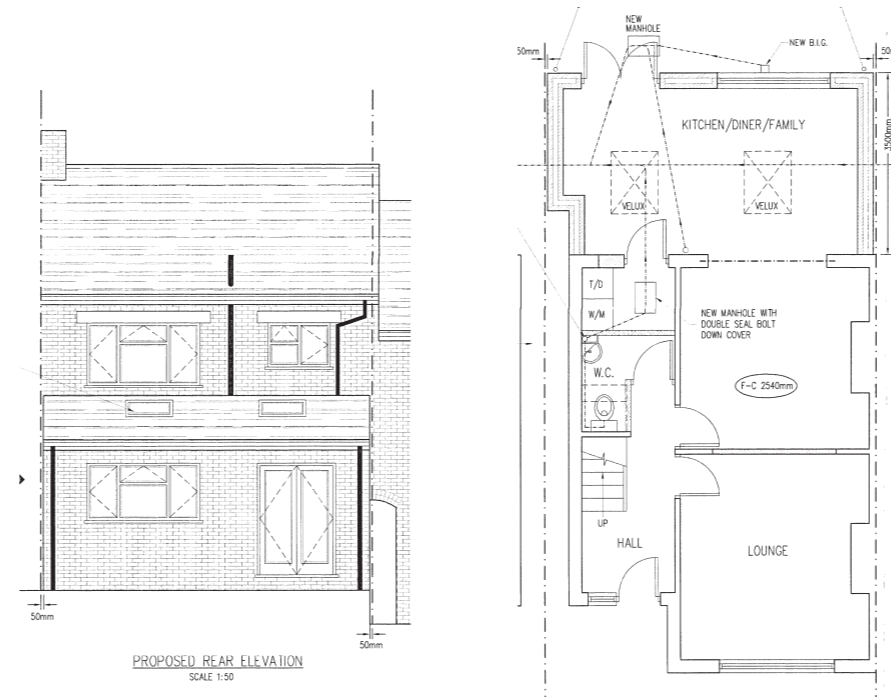 50mm
50mm
PROPOSED REAR ELEVATION
SCALE 1:50
NEW
MANHOLE
50mm
NEW B.I.G.
50
KITCHEN/DINER/FAMILY
3500mm
VELUX
VELUX
T/D
W/M
NEW MANHOLE WITH
DOUBLE SEAL BOLT
DOWN COVER
W.C.
F-C 2540mm
UP
HALL
LOUNGE